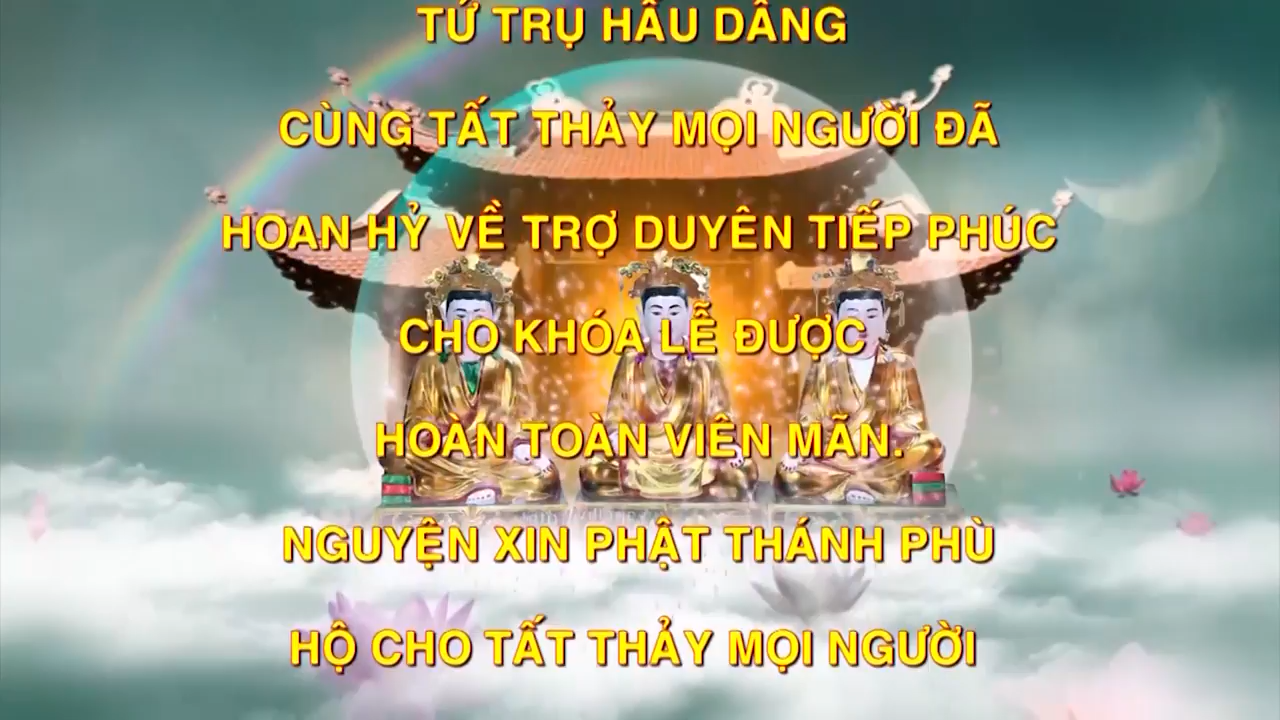 TỨ TRỤ HẦU DÂNG
CÙNG TẤT THẢY MỌI NGƯỜI ĐÃ
HOAN HỶ VỀ TRỢ DUYÊN TIẾP PHÚC
CHO KHÓA LỄ ĐƯỢC
HOÀN TOÀN VIÊN MÃN.
NGUYỆN XIN PHẬT THÁNH PHÙ
HỘ CHO TẤT THẢY MỌI NGƯỜI